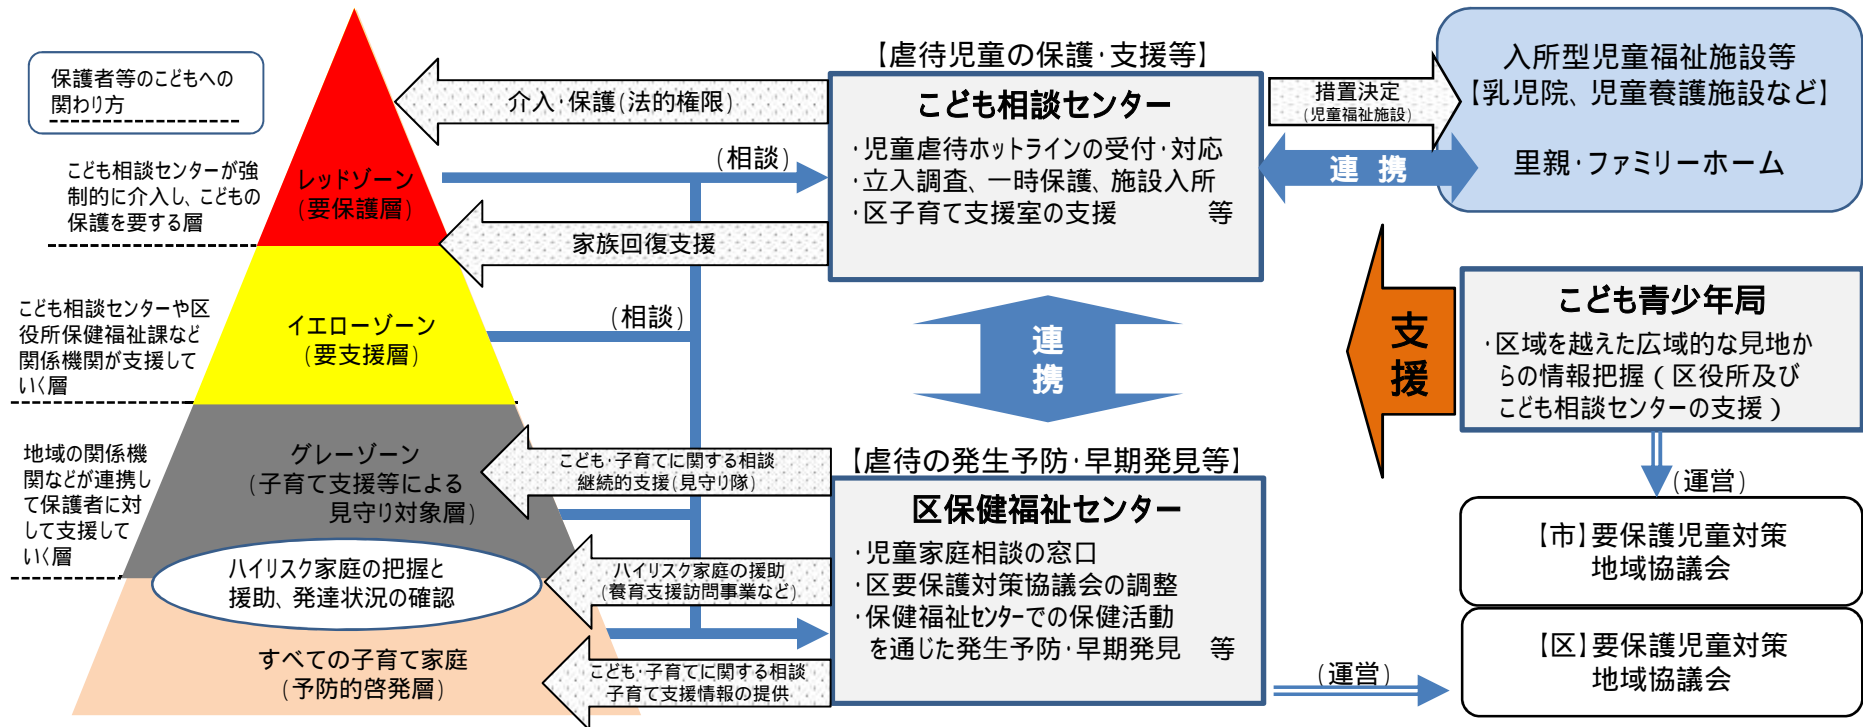 保護者等のこどもへの
関わり方
こども相談センターが強
制的に介入し、こどもの
保護を要する層
こども相談センターや区
役所保健福祉課など
関係機関が支援して
いく層
地域の関係機
関などが連携し
て保護者に対
して支援して
いく層
レッドゾーン
(要保護層)
イエローゾーン
(要支援層)
グレーゾーン
(子育て支援等による
見守り対象層)
ハイリスク家庭の把握と
援助、発達状況の確認
すべての子育て家庭
(予防的啓発層)
介入・保護(法的権限)
(相談)
家族回復支援
(相談)
こども・子育てに関する相談
継続的支援(見守り隊)
ハイリスク家庭の援助
(養育支援訪問事業など)
こども・子育てに関する相談
子育て支援情報の提供
【虐待児童の保護・支援等】
こども相談センター
・児童虐待ホットラインの受付・対応
・立入調査、一時保護、施設入所
・区子育て支援室の支援 等
連携
【虐待の発生予防・早期発見等】
区保健福祉センター
・児童家庭相談の窓口
・区要保護対策協議会の調整
・保健福祉センターでの保健活動
を通じた発生予防・早期発見 等
措置決定
(児童福祉施設)
連 携
入所型児童福祉施設等
【乳児院、児童養護施設など】
里親・ファミリーホーム
支援
こども青少年局
・区域を越えた広域的な見地か
らの情報把握(区役所及び
こども相談センターの支援)
(運営)
【市】要保護児童対策
地域協議会
(運営)
【区】要保護児童対策
地域協議会